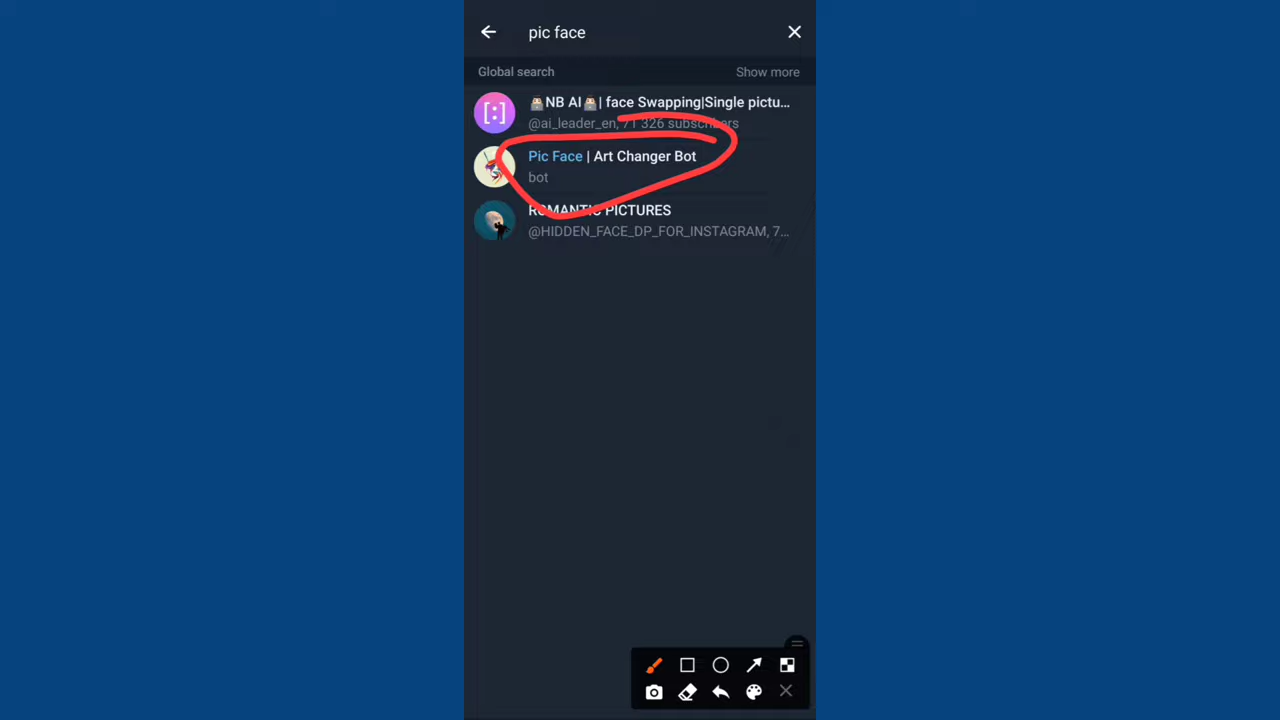 pic face
Global search
Show more
NB AI | face Swapping|Single pictu...
@ai_leader_en, 71 326 subscribers
Pic Face | Art Changer Bot
bot
ROMANTIC PICTURES
@HIDDEN_FACE_DP_FOR_INSTAGRAM, 7...